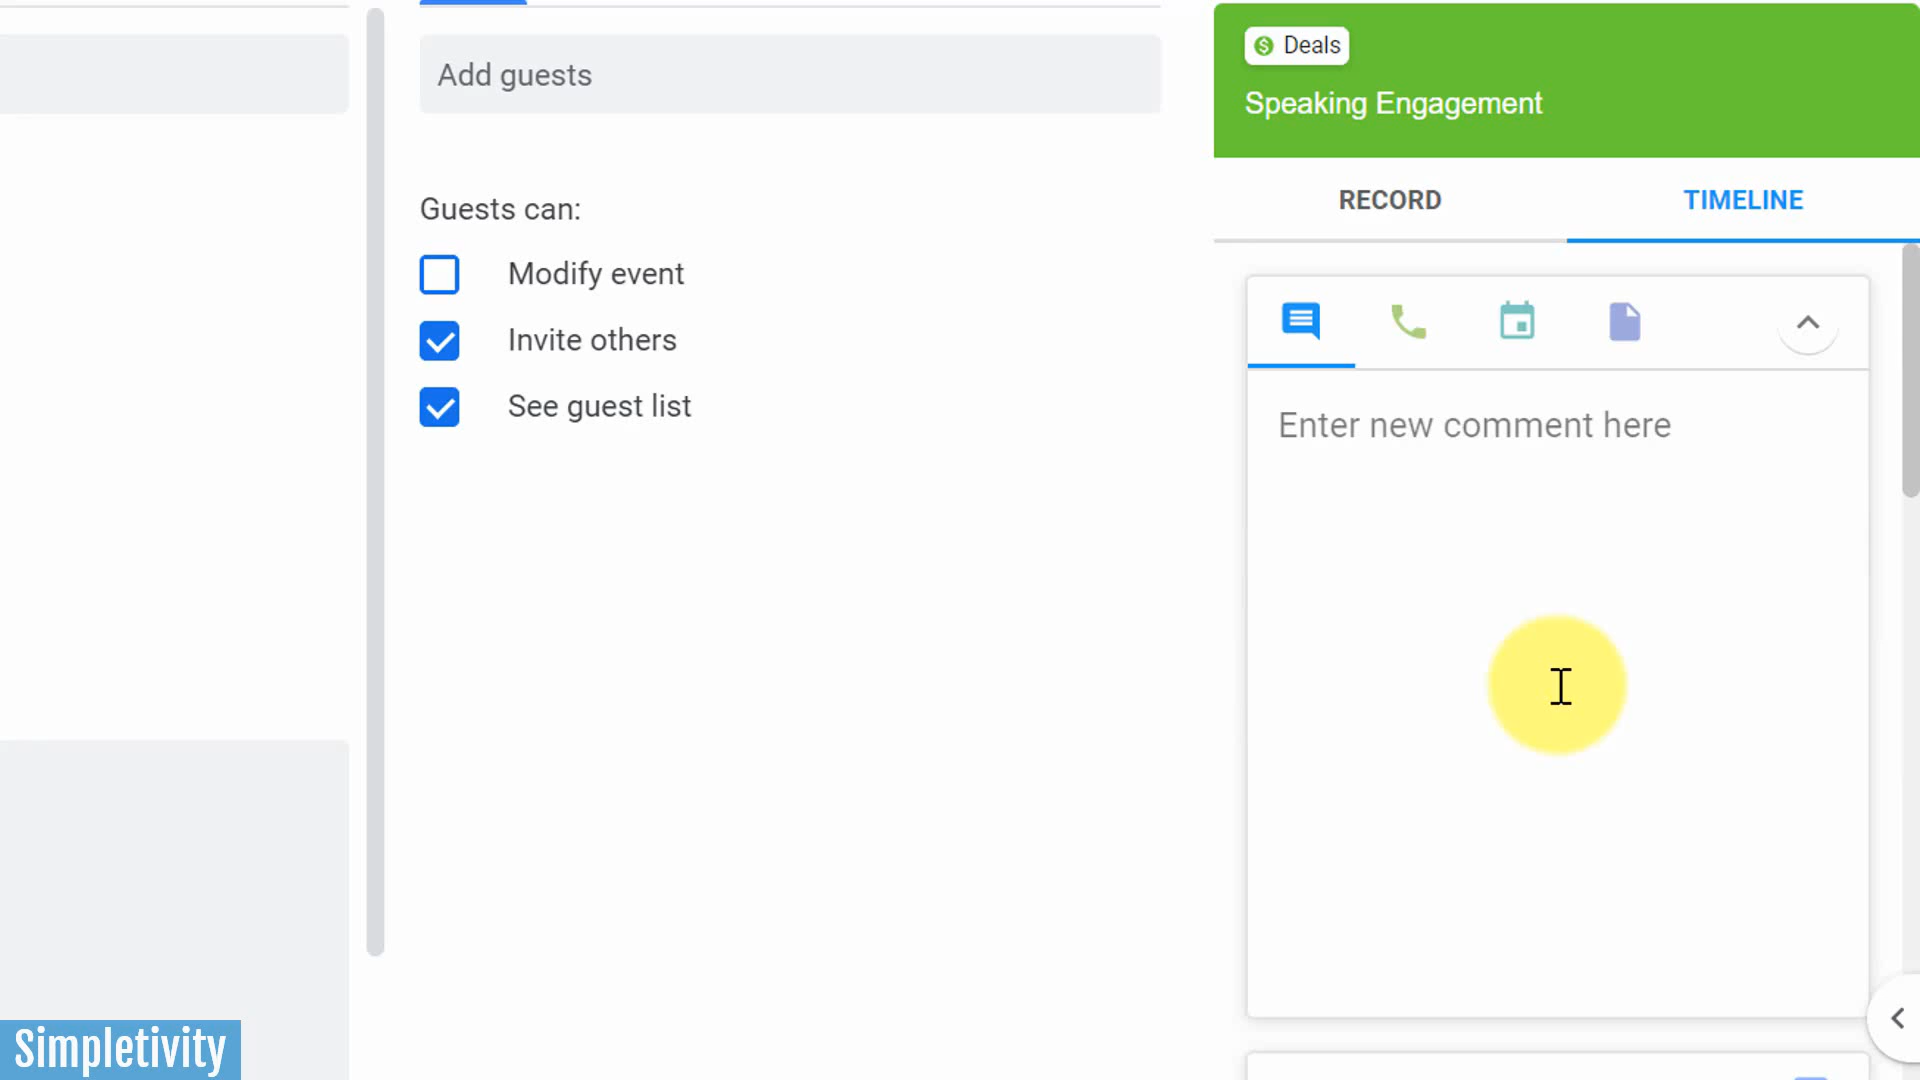 Add guests
Guests can:
Modify event
Invite others
See guest list
Deals
Speaking Engagement
RECORD
TIMELINE
Enter new comment here
Simpletivity